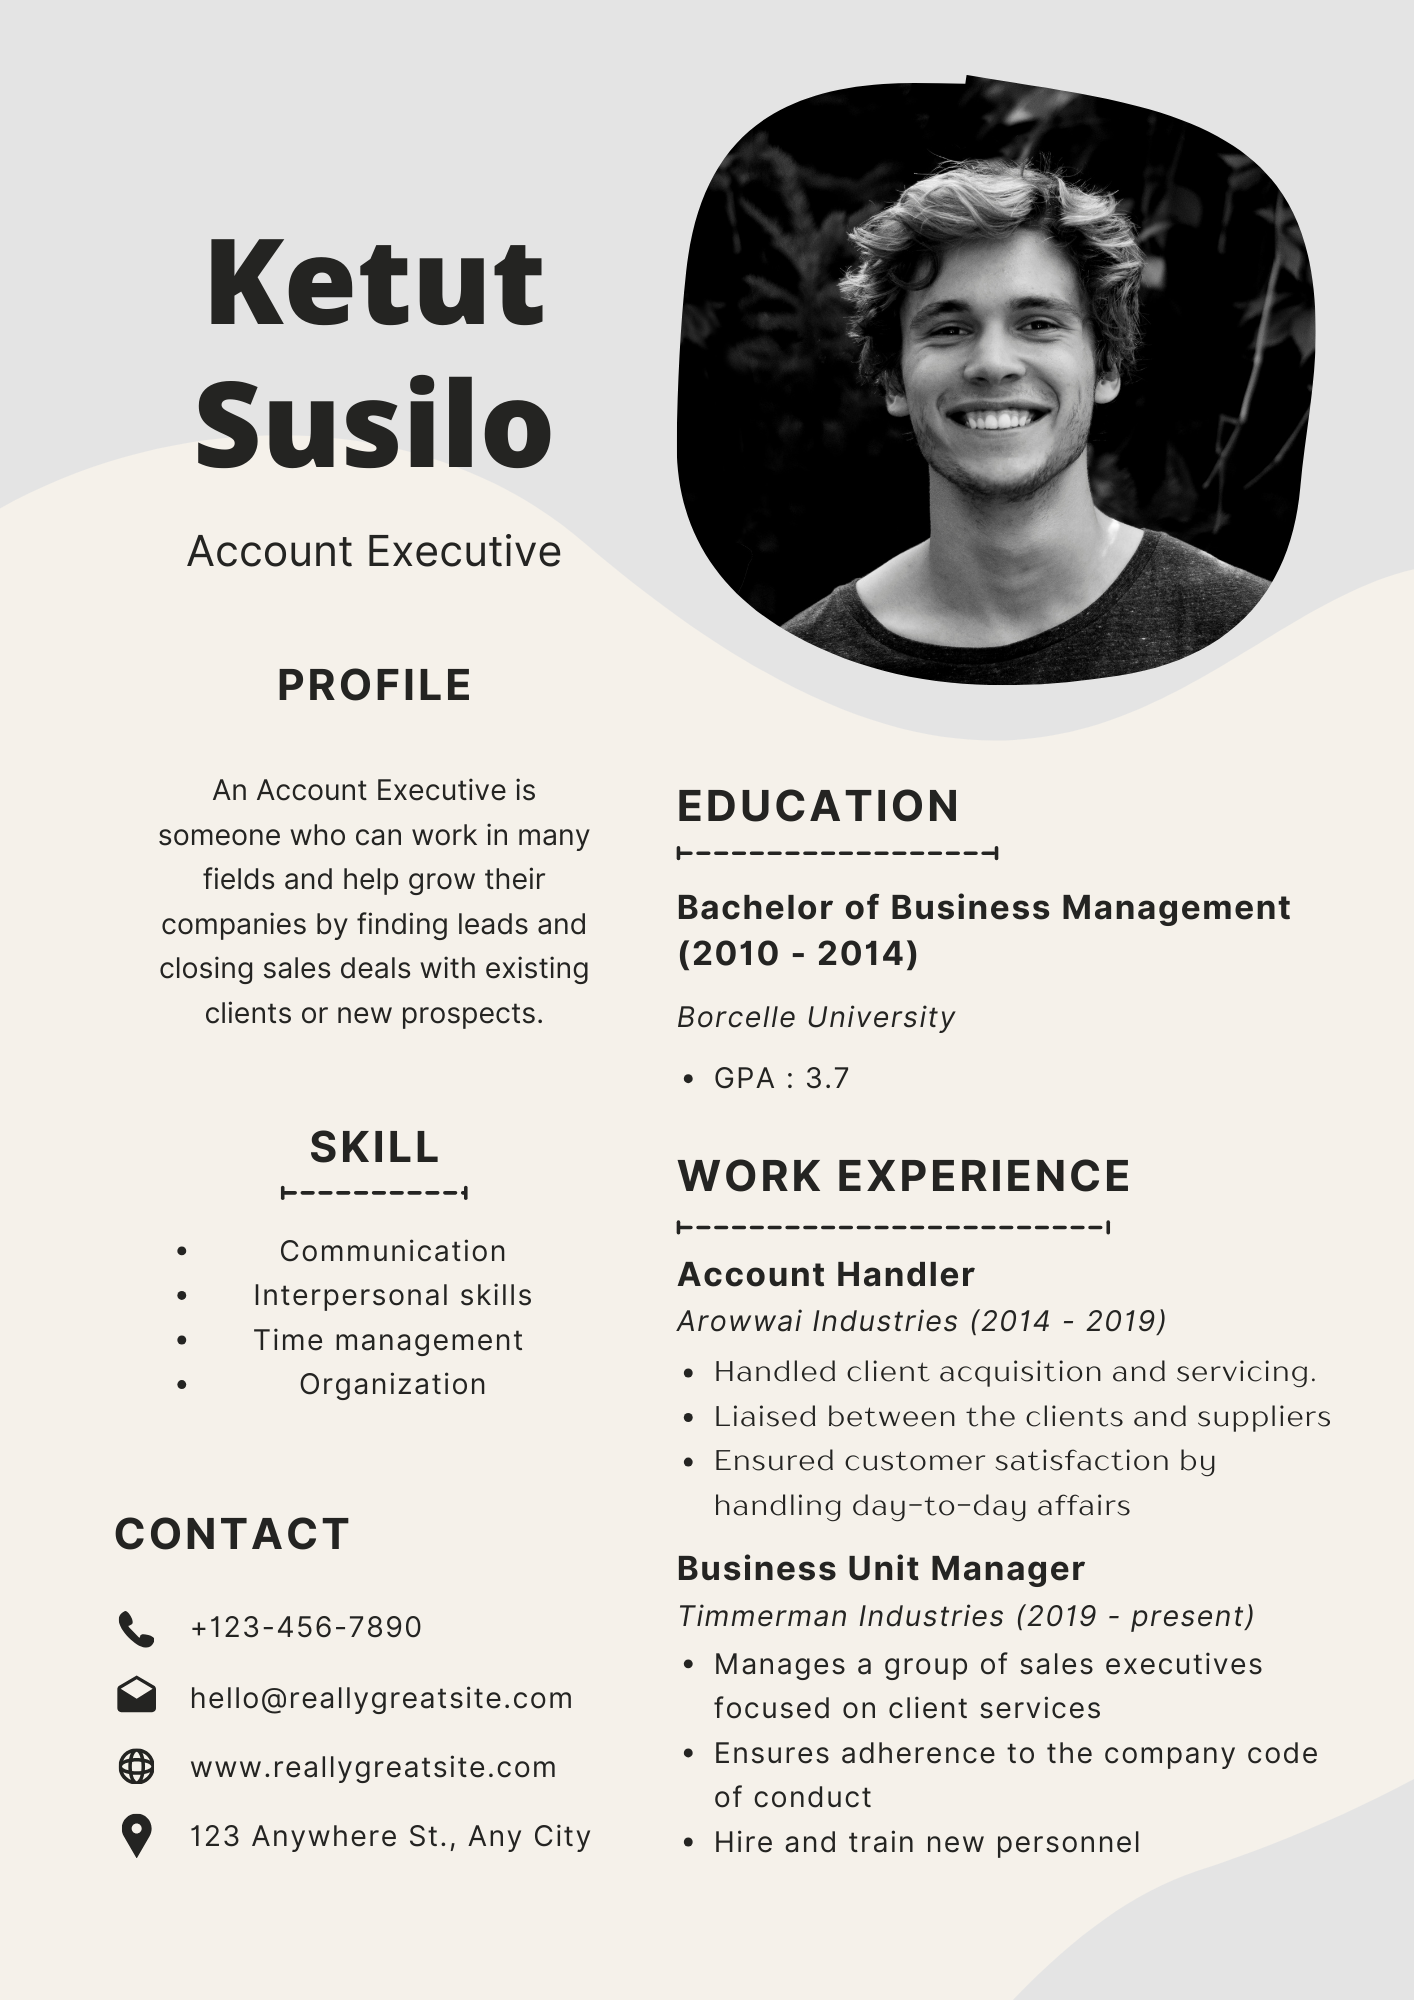 Ketut
Susilo
Account Executive
PROFILE
An Account Executive is
someone who can work in many
fields and help grow their
companies by finding leads and
closing sales deals with existing
clients or new prospects.
SKILL
• Communication
• Interpersonal skills
• Time management
• Organization
CONTACT
+123-456-7890
hello@reallygreatsite.com
www.reallygreatsite.com
123 Anywhere St., Any City
EDUCATION
Bachelor of Business Management
(2010 - 2014)
Borcelle University
• GPA : 3.7
WORK EXPERIENCE
Account Handler
Arowwai Industries (2014 - 2019)
• Handled client acquisition and servicing.
• Liaised between the clients and suppliers
• Ensured customer satisfaction by
handling day-to-day affairs
Business Unit Manager
Timmerman Industries (2019 - present)
• Manages a group of sales executives
focused on client services
• Ensures adherence to the company code
of conduct
• Hire and train new personnel